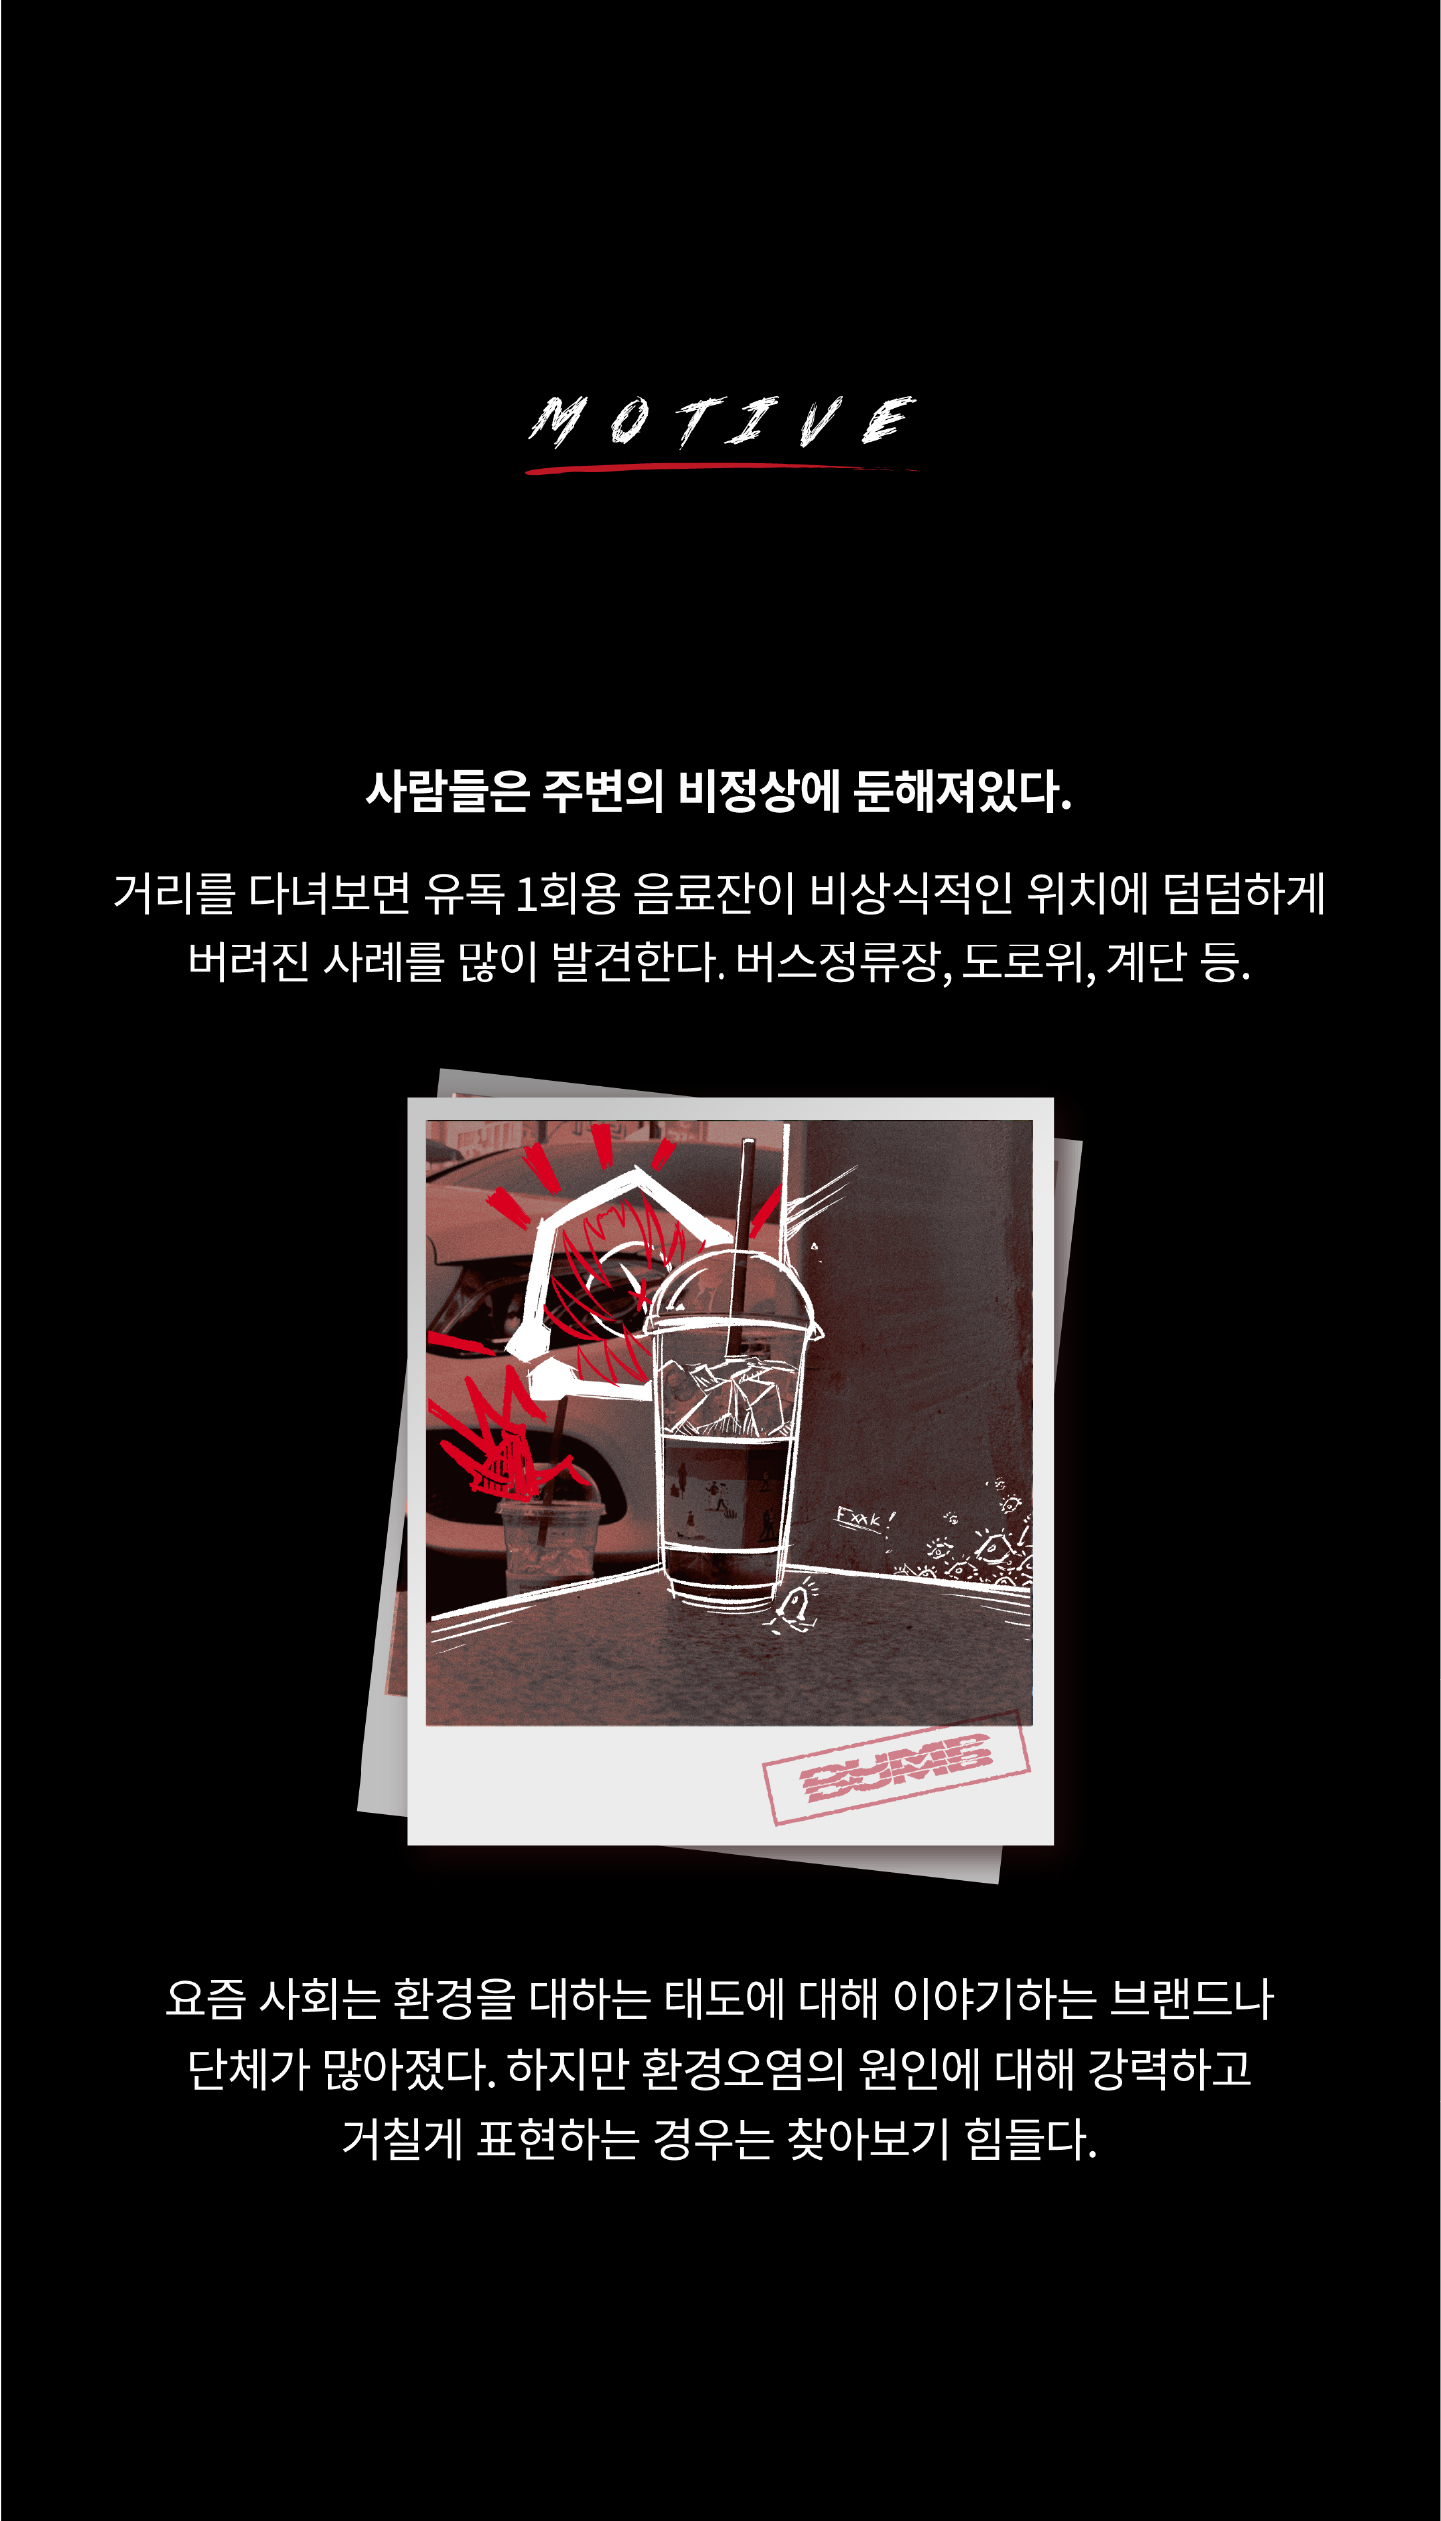 MOTIVE
사람들은 주변의 비정상에 둔해져있다.
거리를 다녀보면 유독 1회용 음료잔이 비상식적인 위치에 덤덤하게
버려진 사례를 많이 발견한다. 버스정류장, 도로위, 계단 등.
Fxxk!
DUMB
요즘 사회는 환경을 대하는 태도에 대해 이야기하는 브랜드나
단체가 많아졌다. 하지만 환경오염의 원인에 대해 강력하고
거칠게 표현하는 경우는 찾아보기 힘들다.